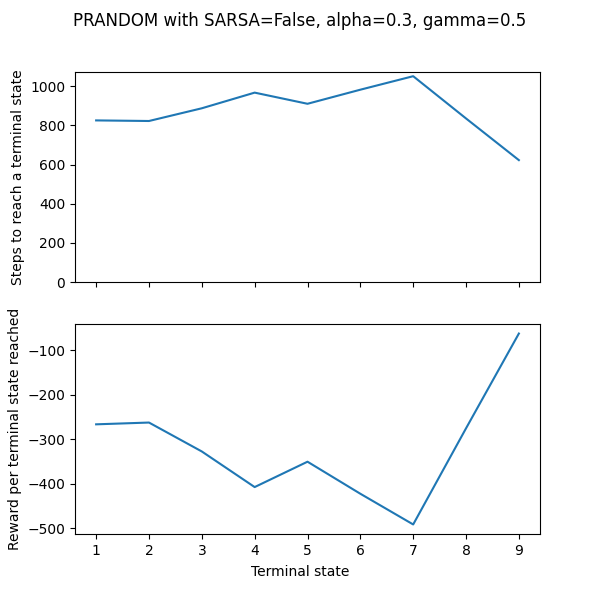 PRANDOM with SARSA=False, alpha=0.3, gamma=0.5
Steps to reach a terminal state
1000
800
600
400
200
0
Reward per terminal state reached
−100
−200
−300
−400
−500
1 2 3 4 5 6 7 8 9
Terminal state